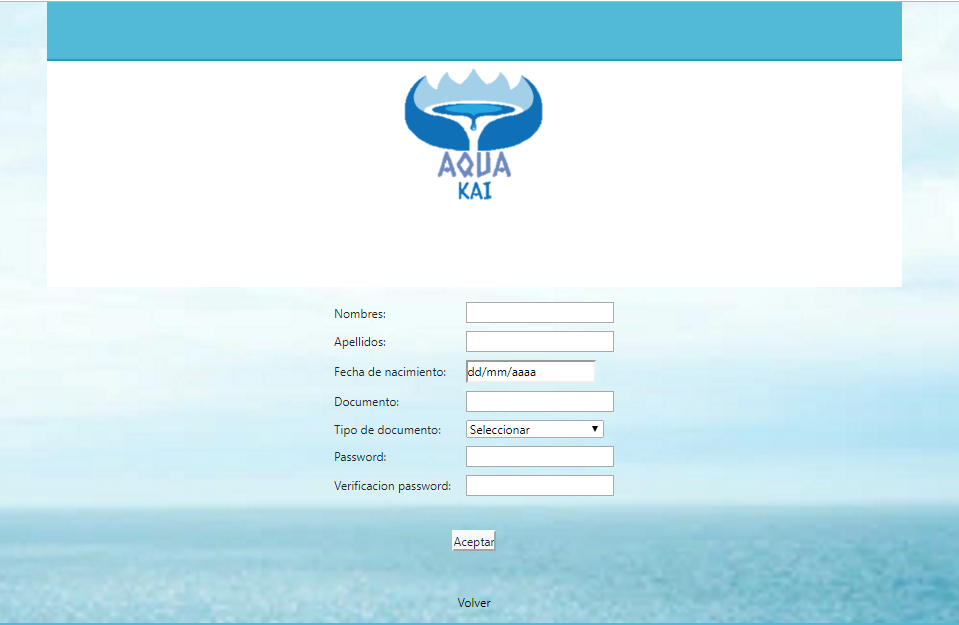 AQUA
KAI
Nombres:
Apellidos:
Fecha de nacimiento: dd/mm/aaaa
Documento:
Tipo de documento: Seleccionar
Password:
Verificacion password:
Aceptar
Volver